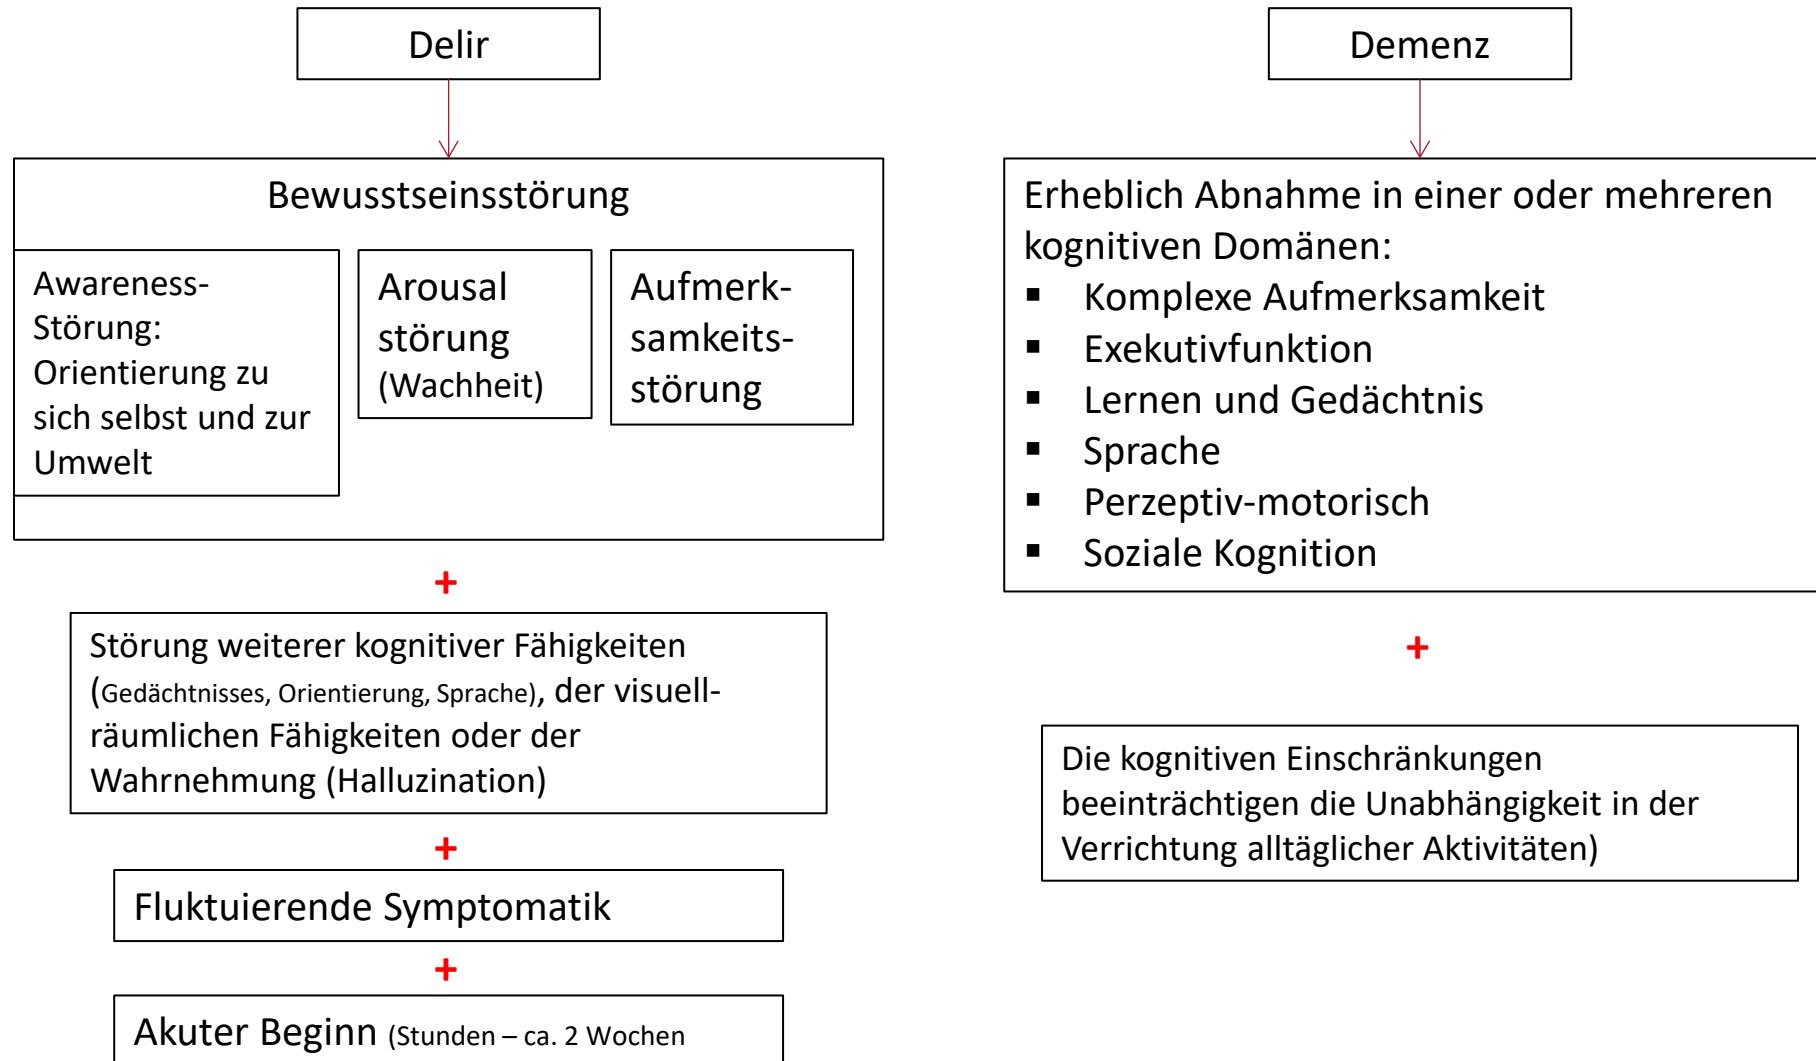 Delir
Bewusstseinsstörung
Awareness-
Störung:
Orientierung zu
sich selbst und zur
Umwelt
Arousal
störung
(Wachheit)
Aufmerk-
samkeits-
störung
+
Störung weiterer kognitiver Fähigkeiten
(Gedächtnisses, Orientierung, Sprache), der visuell-
räumlichen Fähigkeiten oder der
Wahrnehmung (Halluzination)
+
Fluktuierende Symptomatik
+
Akuter Beginn (Stunden – ca. 2 Wochen
Demenz
Erheblich Abnahme in einer oder mehreren
kognitiven Domänen:
▪ Komplexe Aufmerksamkeit
▪ Exekutivfunktion
▪ Lernen und Gedächtnis
▪ Sprache
▪ Perzeptiv-motorisch
▪ Soziale Kognition
+
Die kognitiven Einschränkungen
beeinträchtigen die Unabhängigkeit in der
Verrichtung alltäglicher Aktivitäten)